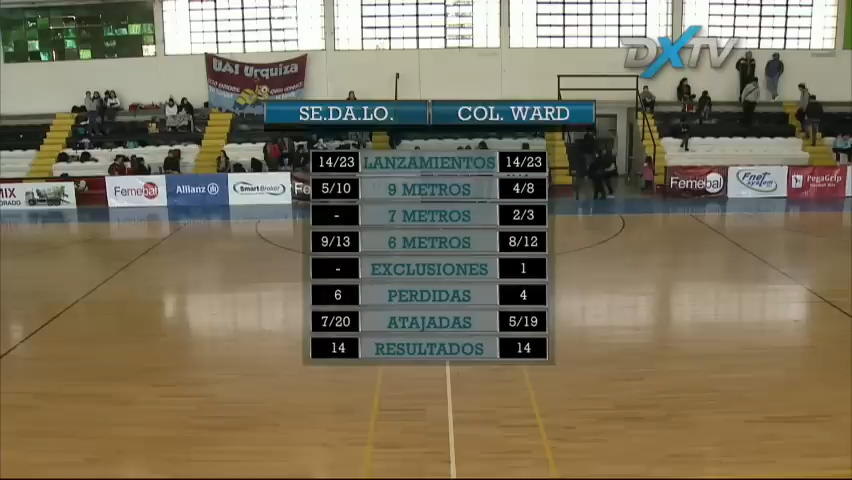 DXTV
UAI Urquiza
SE.DA.LO. COL. WARD
14/23 LANZAMIENTOS 14/23
5/10 9 METROS 4/8
- 7 METROS 2/3
9/13 6 METROS 8/12
- EXCLUSIONES 1
6 PERDIDAS 4
7/20 ATAJADAS 5/19
14 RESULTADOS 14
Femebal Allianz SmartBroker Femebal Fnet system PegaGrip